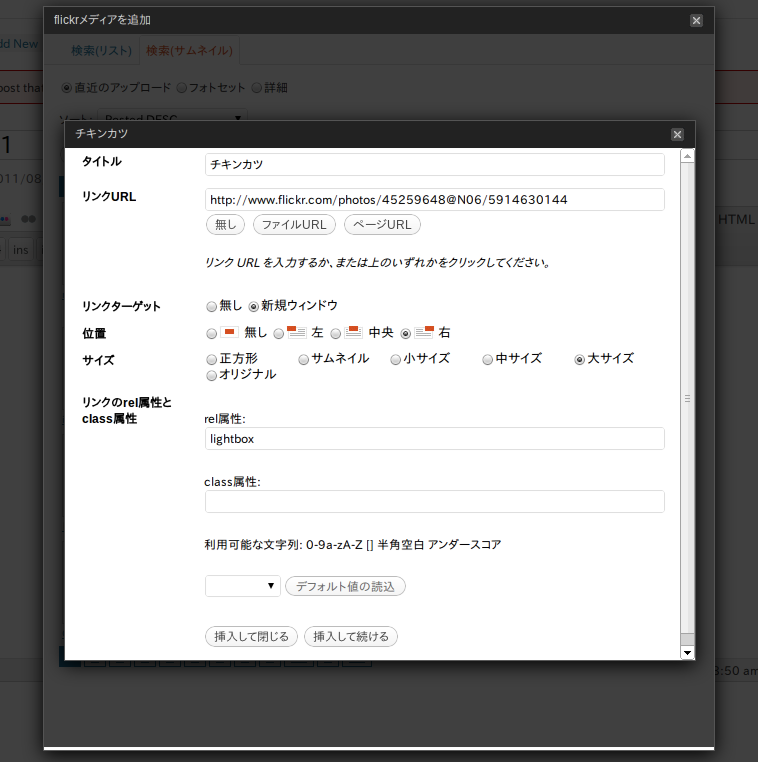 flickrメディアを追加
dd New
検索(リスト) 検索(サムネイル)
post tha
直近のアップロード フォトセット 詳細
ソート: Posted DESC
チキンカツ
1
タイトル チキンカツ
011/08
リンクURL http://www.flickr.com/photos/45259648@N06/5914630144
無し ファイルURL ページURL
HTML
ins
リンク URL を入力するか、または上のいずれかをクリックしてください。
リンクターゲット 無し 新規ウィンドウ
位置 無し 左 中央 右
サイズ 正方形 サムネイル 小サイズ 中サイズ 大サイズ
オリジナル
リンクのrel属性と
class属性
rel属性:
lightbox
class属性:
利用可能な文字列: 0-9a-zA-Z [] 半角空白 アンダースコア
デフォルト値の読込
挿入して閉じる 挿入して続ける
8:50 am